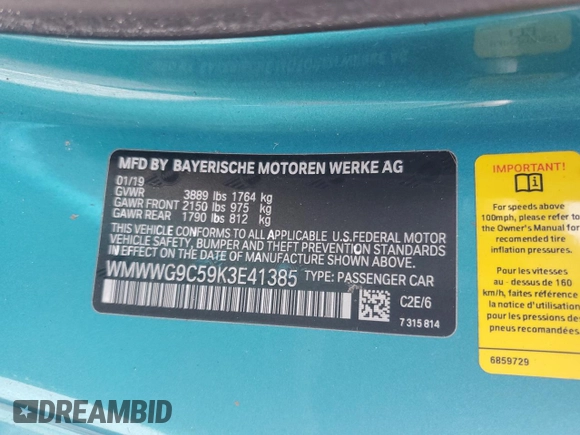 MFD BY BAYERISCHE MOTOREN WERKE AG
01/19
GVWR 3889 lbs 1764 kg
GAWR FRONT 2150 lbs 975 kg
GAWR REAR 1790 lbs 812 kg
THIS VEHICLE CONFORMS TO ALL APPLICABLE U.S.FEDERAL MOTOR
VEHICLE SAFETY, BUMPER AND THEFT PREVENTION STANDARDS
IN EFFECT ON THE DATE OF MANUFACTURE SHOWN ABOVE.
WMWWG9C59K3E41385 TYPE: PASSENGER CAR
C2E/6
7 315 814
IMPORTANT!
For speeds above
100mph, please refer to
the Owner's Manual for
recomended tire
inflation pressures.
Pour les vitesses
au - dessus de 160
km/h, faites référence à
la notice d'utilisation
pour les pressions des
pneus recomandées.
6859729
DREAMBID